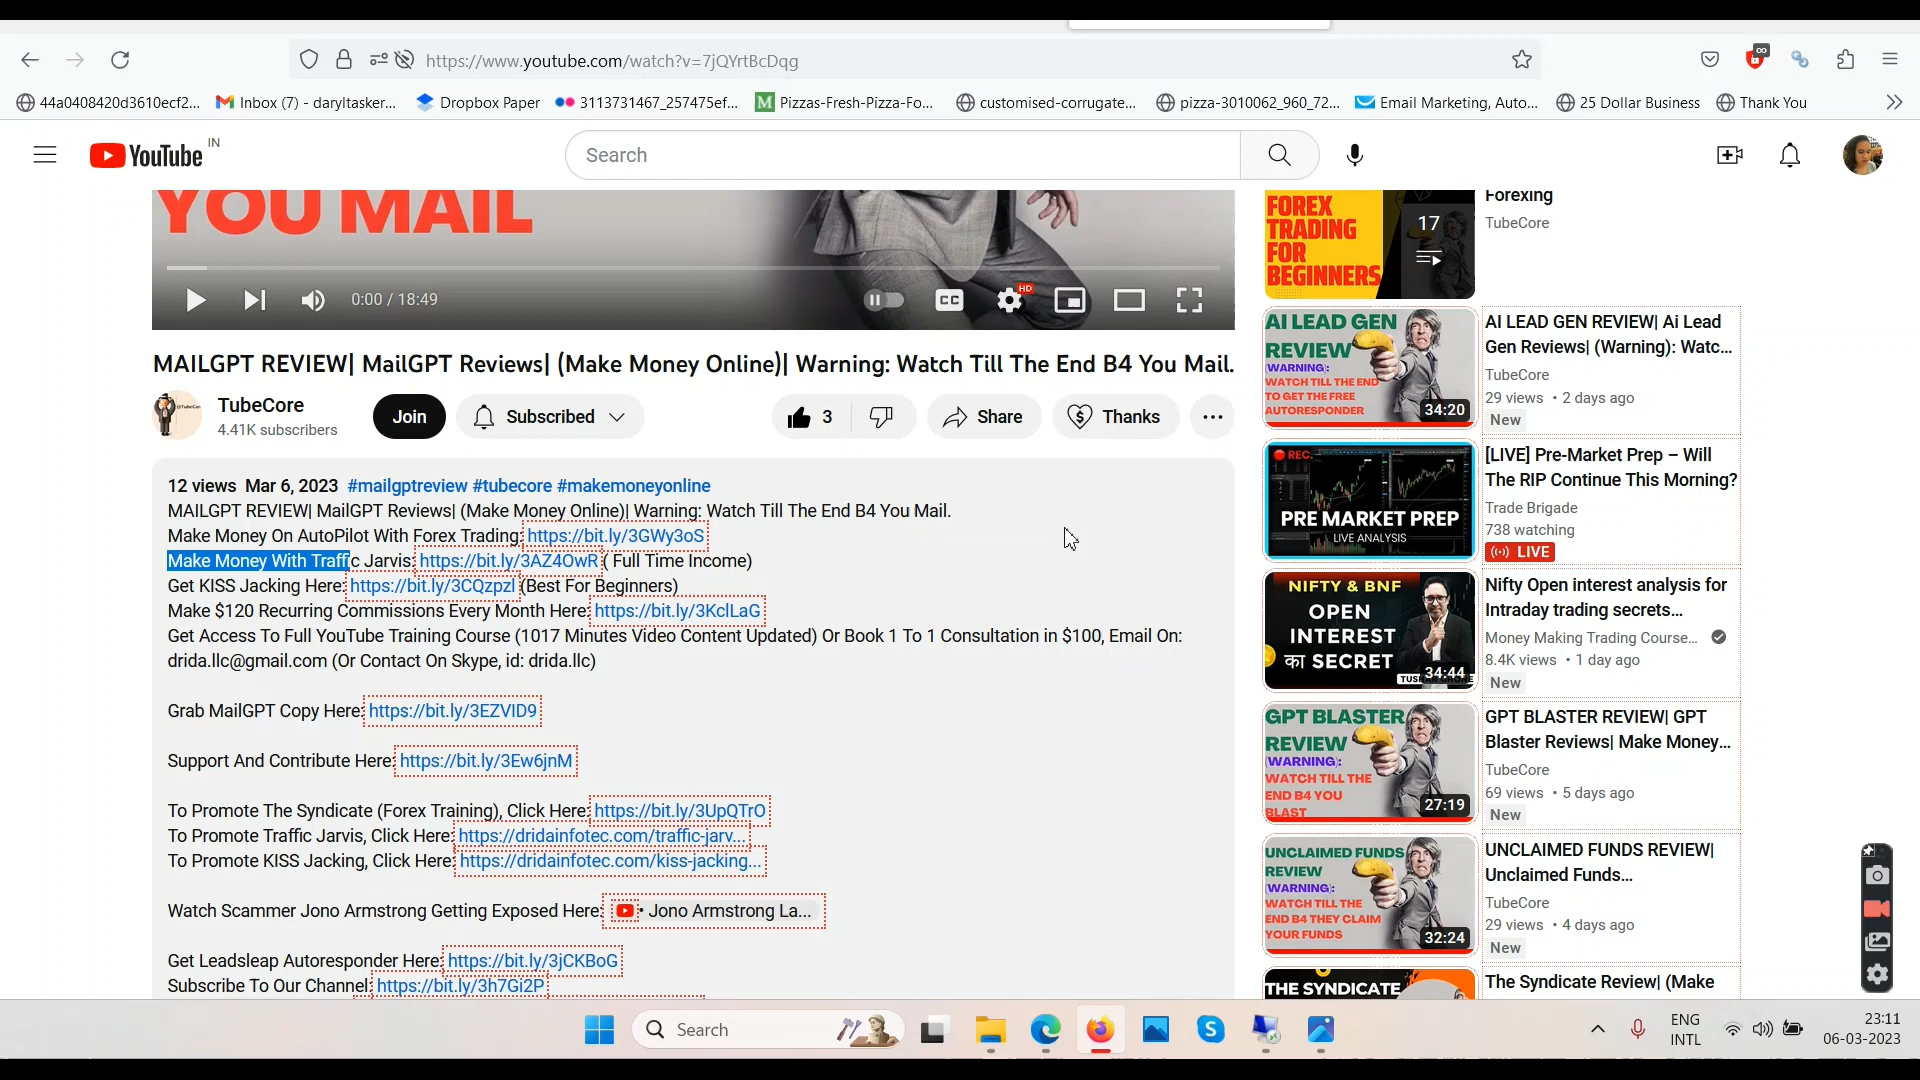 https://www.youtube.com/watch?v=7jQYrtBcDqg
44a0408420d3610ecf2...
Inbox (7) - daryltasker...
Dropbox Paper
3113731467_257475ef...
Pizzas-Fresh-Pizza-Fo...
customised-corrugate...
pizza-3010062_960_72...
Email Marketing, Auto...
25 Dollar Business
Thank You
YouTube IN
Search
YOU MAIL
0:00 / 18:49
CC
HD
MAILGPT REVIEW| MailGPT Reviews| (Make Money Online)| Warning: Watch Till The End B4 You Mail.
TubeCore
4.41K subscribers
Join
Subscribed
3
Share
Thanks
12 views Mar 6, 2023 #mailgptreview #tubecore #makemoneyonline
MAILGPT REVIEW| MailGPT Reviews| (Make Money Online)| Warning: Watch Till The End B4 You Mail.
Make Money On AutoPilot With Forex Trading: https://bit.ly/3GWy3oS
Make Money With Traffic Jarvis: https://bit.ly/3AZ4OwR ( Full Time Income)
Get KISS Jacking Here: https://bit.ly/3CQzpzl (Best For Beginners)
Make $120 Recurring Commissions Every Month Here: https://bit.ly/3KclLaG
Get Access To Full YouTube Training Course (1017 Minutes Video Content Updated) Or Book 1 To 1 Consultation in $100, Email On:
drida.llc@gmail.com (Or Contact On Skype, id: drida.llc)
Grab MailGPT Copy Here: https://bit.ly/3EZVID9
Support And Contribute Here: https://bit.ly/3Ew6jnM
To Promote The Syndicate (Forex Training), Click Here: https://bit.ly/3UpQTrO
To Promote Traffic Jarvis, Click Here: https://dridainfotec.com/traffic-jarv...
To Promote KISS Jacking, Click Here: https://dridainfotec.com/kiss-jacking...
Watch Scammer Jono Armstrong Getting Exposed Here: • Jono Armstrong La...
Get Leadsleap Autoresponder Here: https://bit.ly/3jCKBoG
Subscribe To Our Channel: https://bit.ly/3h7Gi2P
FOREX
TRADING
FOR
BEGINNERS
17
Forexing
TubeCore
AI LEAD GEN
REVIEW
(WARNING):
WATCH TILL THE END
TO GET THE FREE
AUTORESPONDER
34:20
AI LEAD GEN REVIEW| Ai Lead
Gen Reviews| (Warning): Watc...
TubeCore
29 views • 2 days ago
New
REC.
PRE MARKET PREP
LIVE ANALYSIS
[LIVE] Pre-Market Prep – Will
The RIP Continue This Morning?
Trade Brigade
738 watching
LIVE
NIFTY & BNF
OPEN
INTEREST
का SECRET
34:44
Nifty Open interest analysis for
Intraday trading secrets...
Money Making Trading Course...
8.4K views • 1 day ago
New
GPT BLASTER
REVIEW
(WARNING):
WATCH TILL THE
END B4 YOU
BLAST
27:19
GPT BLASTER REVIEW| GPT
Blaster Reviews| Make Money...
TubeCore
69 views • 5 days ago
New
UNCLAIMED FUNDS
REVIEW
(WARNING):
WATCH TILL THE
END B4 THEY CLAIM
YOUR FUNDS
32:24
UNCLAIMED FUNDS REVIEW|
Unclaimed Funds...
TubeCore
29 views • 4 days ago
New
THE SYNDICATE
The Syndicate Review| (Make
Search
ENG
INTL
23:11
06-03-2023